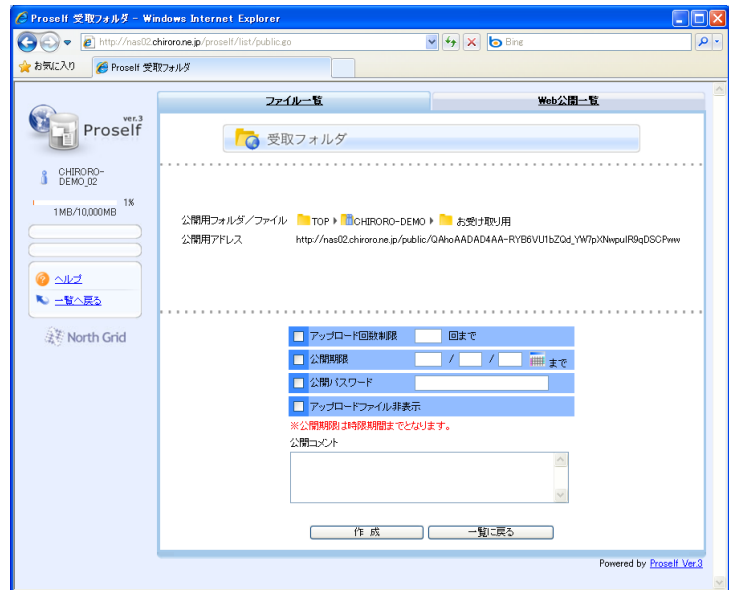 Proself 受取フォルダ - Windows Internet Explorer
http://nas02.chiroro.ne.jp/proself/list/public.go
Bing
お気に入り
Proself 受取フォルダ
ファイル一覧
Web公開一覧
ver.3
Proself
受取フォルダ
CHIRORO-
DEMO_02
1%
1MB/10,000MB
公開用フォルダ/ファイル TOP CHIRORO-DEMO お受け取り用
公開用アドレス http://nas02.chiroro.ne.jp/public/QAhoAADAD4AA-RYB6VU1bZQd_YW7pXNwpuIR9qDSCPww
ヘルプ
一覧へ戻る
North Grid
アップロード回数制限 回まで
公開期限 / / まで
公開パスワード
アップロードファイル非表示
※公開期限は時限期間までとなります。
公開コメント
作 成
一覧に戻る
Powered by Proself Ver.3